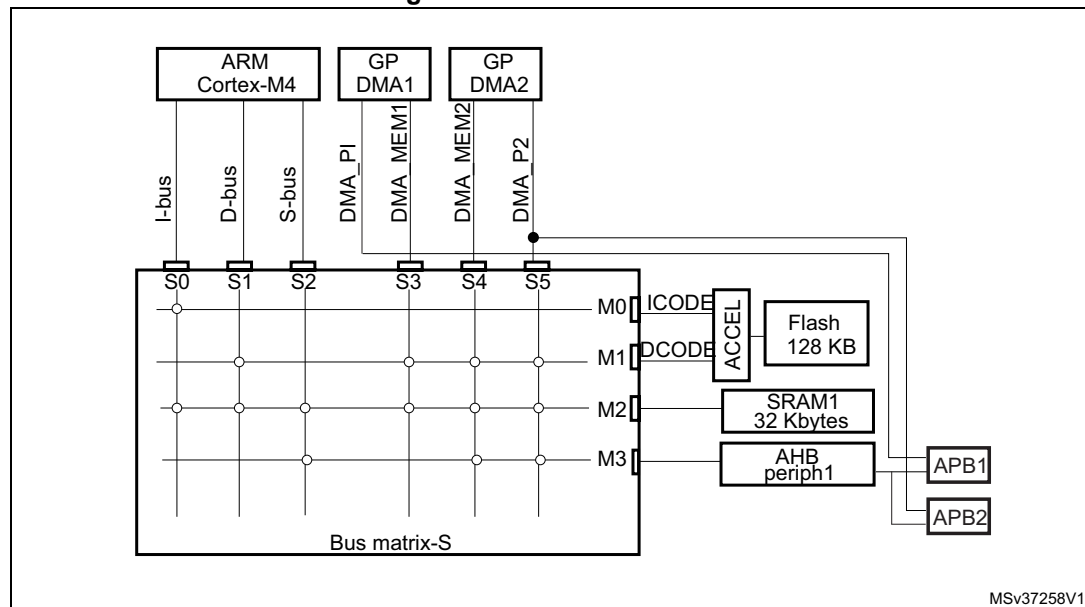 ARM
Cortex-M4
GP
DMA1
GP
DMA2
I-bus
D-bus
S-bus
DMA_PI
DMA_MEM1
DMA_MEM2
DMA_P2
S0 S1 S2 S3 S4 S5
M0 ICODE
M1 DCODE
ACCEL
Flash
128 KB
M2
SRAM1
32 Kbytes
M3
AHB
periph1
APB1
APB2
Bus matrix-S
MSv37258V1